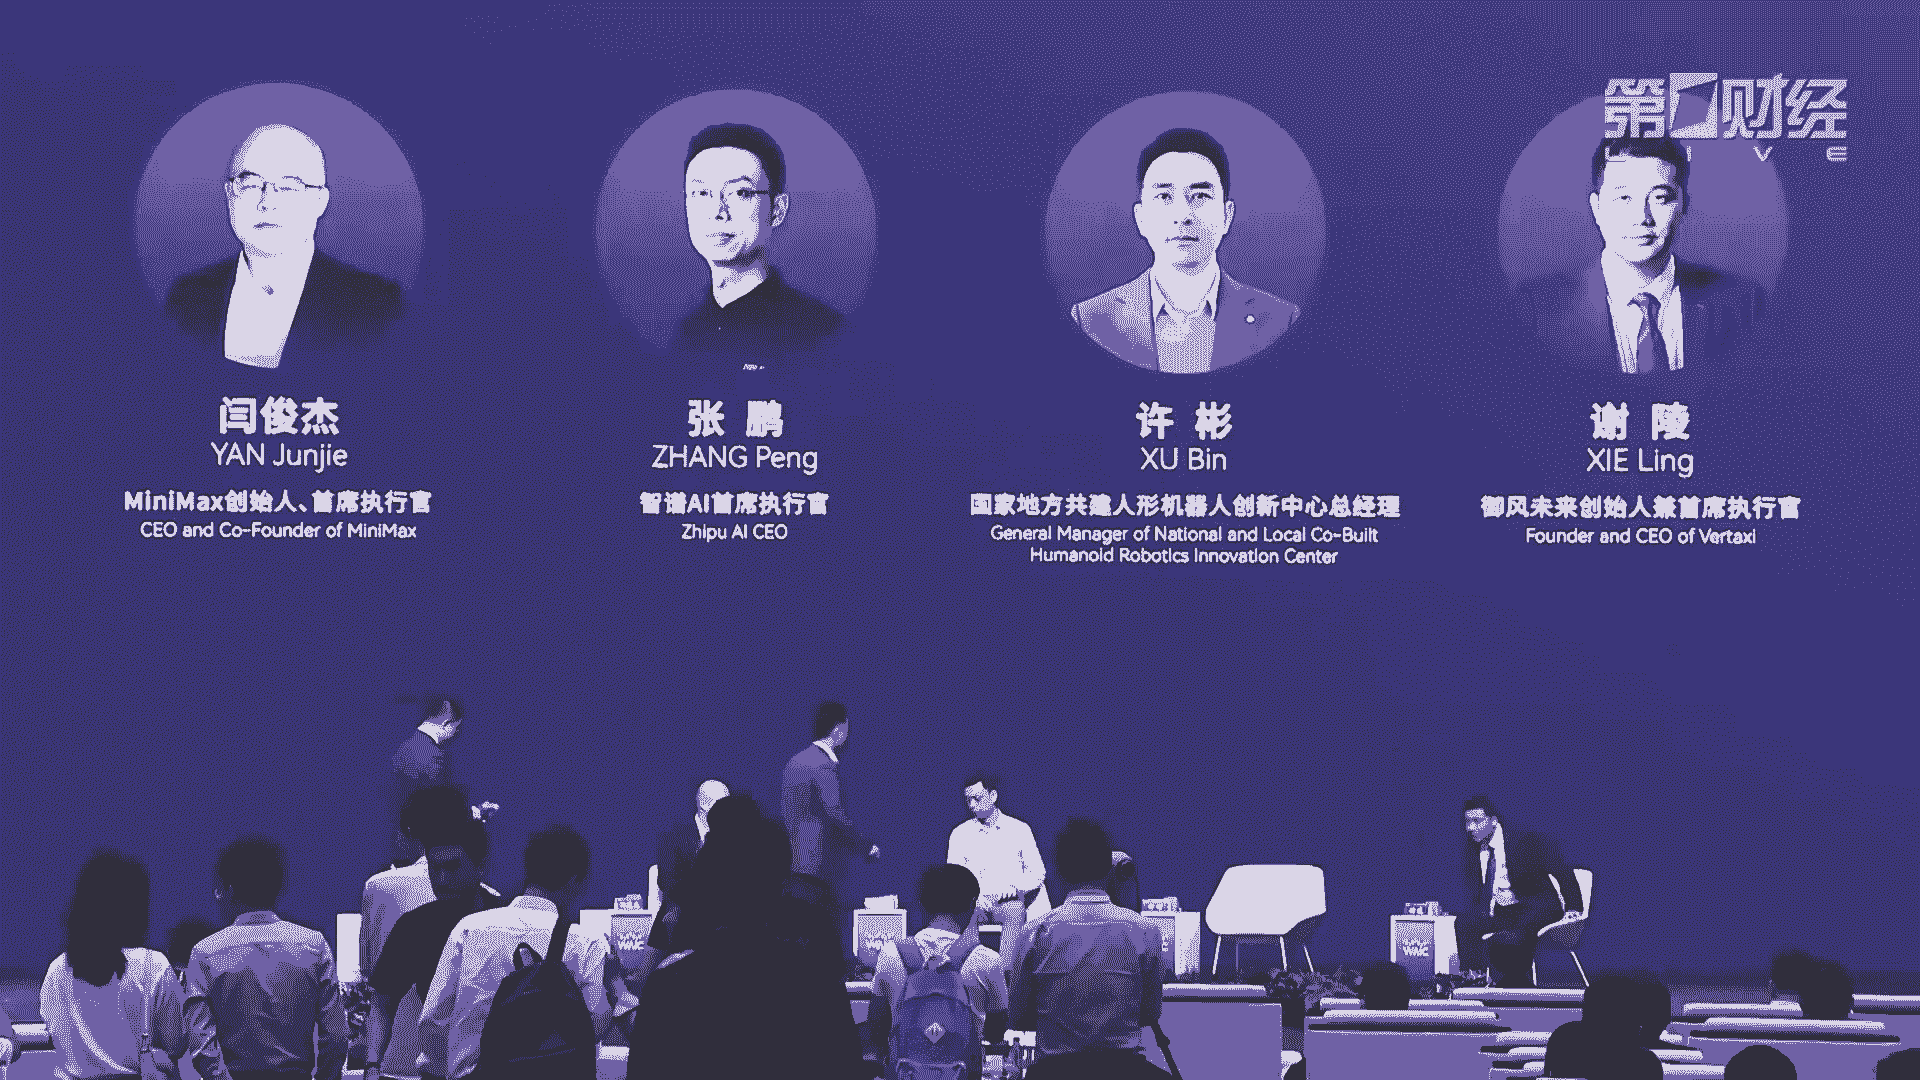 第一财经
LIVE
闫俊杰
YAN Junjie
MiniMax创始人、首席执行官
CEO and Co-Founder of MiniMax
张 鹏
ZHANG Peng
智谱AI首席执行官
Zhipu AI CEO
许 彬
XU Bin
国家地方共建人形机器人创新中心总经理
General Manager of National and Local Co-Built
Humanoid Robotics Innovation Center
谢 陵
XIE Ling
御风未来创始人兼首席执行官
Founder and CEO of Vertaxi
WAIC
WAIC